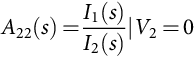 A₂₂(s) = I₁(s)/I₂(s) | V₂ = 0